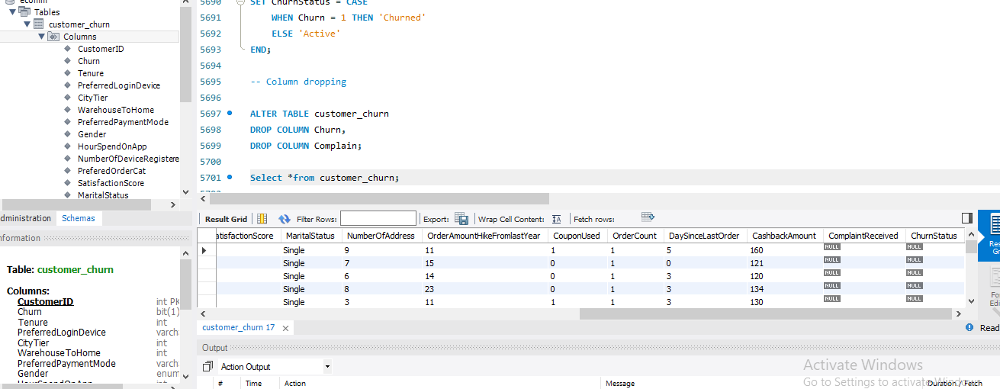 ecomm
Tables
customer_churn
Columns
CustomerID
Churn
Tenure
PreferredLoginDevice
CityTier
WarehouseToHome
PreferredPaymentMode
Gender
HourSpendOnApp
NumberOfDeviceRegistere
PreferedOrderCat
SatisfactionScore
MaritalStatus
dministration Schemas
nformation
Table: customer_churn
Columns:
CustomerID int PK
Churn bit(1)
Tenure int
PreferredLoginDevice varch
CityTier int
WarehouseToHome int
PreferredPaymentMode varch
Gender enum
HourSpendOnApp int
5690 SET ChurnStatus = CASE
5691 WHEN Churn = 1 THEN 'Churned'
5692 ELSE 'Active'
5693 END;
5694
5695 -- Column dropping
5696
5697 ALTER TABLE customer_churn
5698 DROP COLUMN Churn,
5699 DROP COLUMN Complain;
5700
5701 Select *from customer_churn;
5702
Result Grid Filter Rows: Export: Wrap Cell Content: IA Fetch rows:
atisfactionScore MaritalStatus NumberOfAddress OrderAmountHikeFromlastYear CouponUsed OrderCount DaySinceLastOrder CashbackAmount ComplaintReceived ChurnStatus
Single 9 11 1 1 5 160 NULL NULL
Single 7 15 0 1 0 121 NULL NULL
Single 6 14 0 1 3 120 NULL NULL
Single 8 23 0 1 3 134 NULL NULL
Single 3 11 1 1 3 130 NULL NULL
Res
Gr
Fo
Edi
customer_churn 17
Read
Output
Action Output
# Time Action Message Duration / Fetch
Activate Windows
Go to Settings to activate Windows.